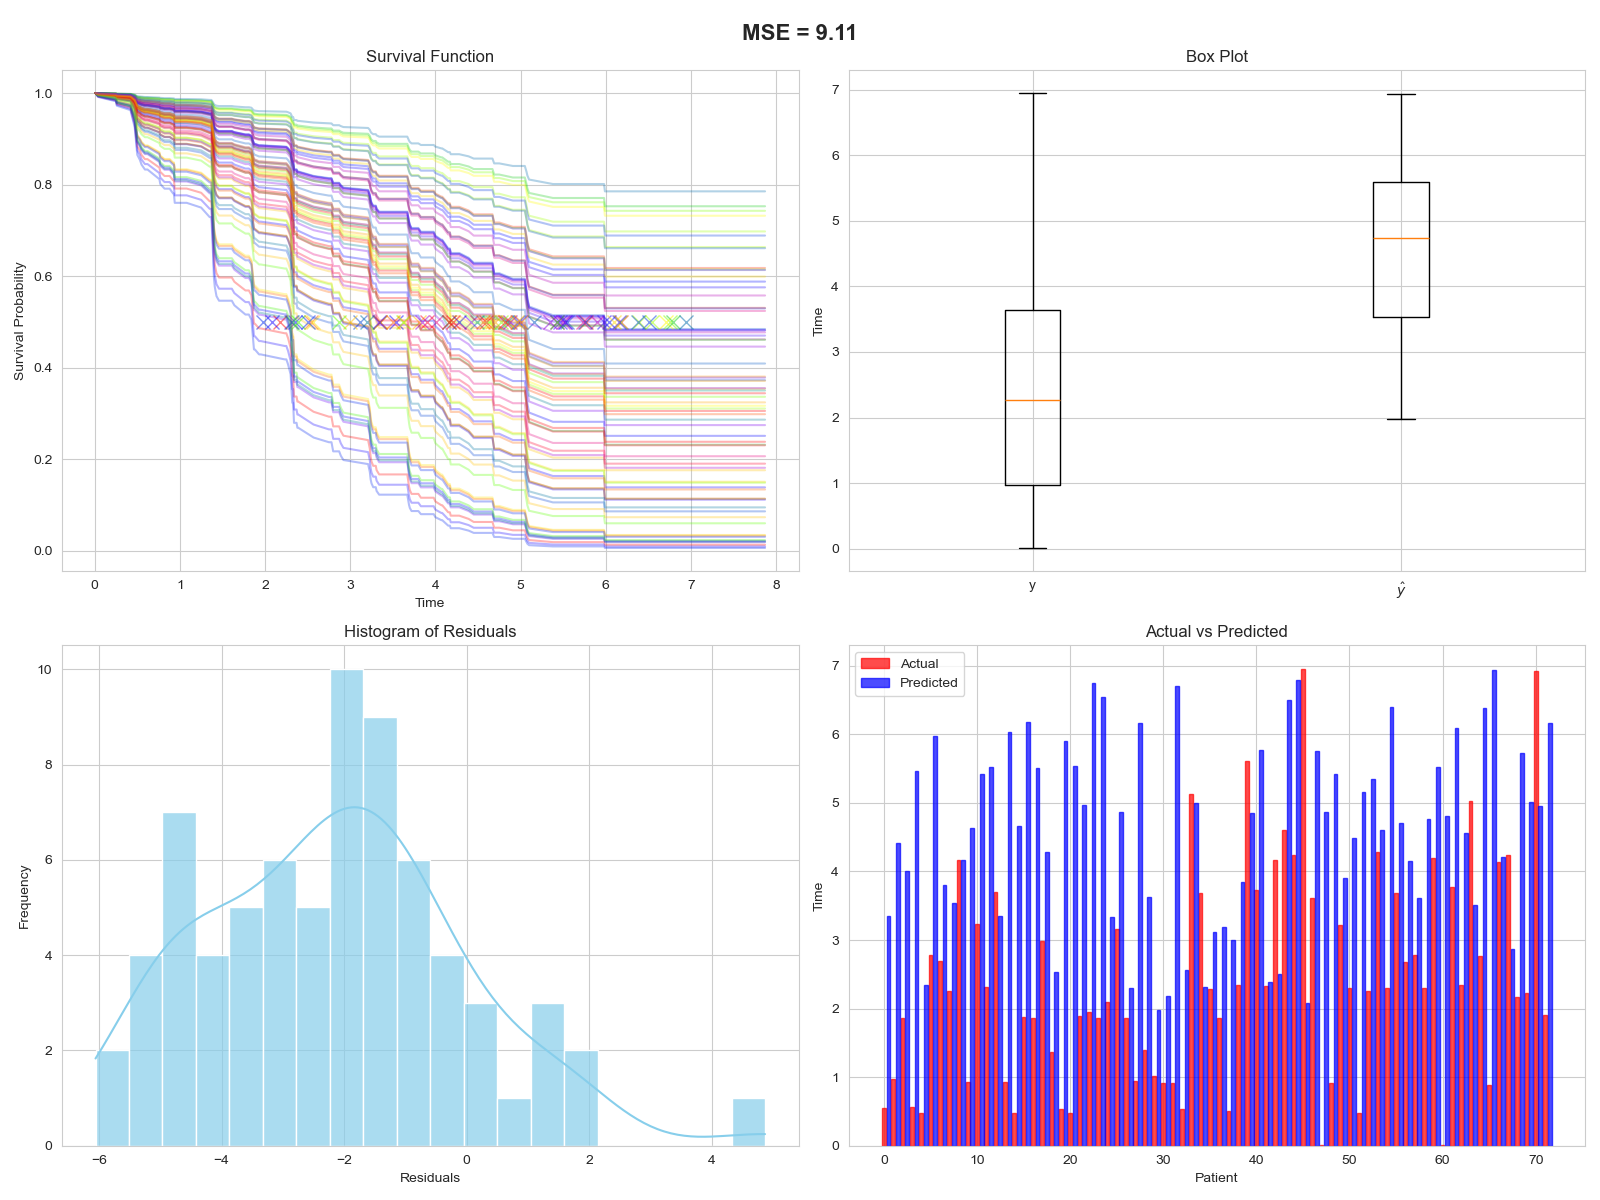 MSE = 9.11
Survival Function
Survival Probability
1.0
0.8
0.6
0.4
0.2
0.0
0 1 2 3 4 5 6 7 8
Time
Box Plot
Time
7
6
5
4
3
2
1
0
y ŷ
Histogram of Residuals
Frequency
10
8
6
4
2
0
−6 −4 −2 0 2 4
Residuals
Actual vs Predicted
Actual
Predicted
Time
7
6
5
4
3
2
1
0
0 10 20 30 40 50 60 70
Patient